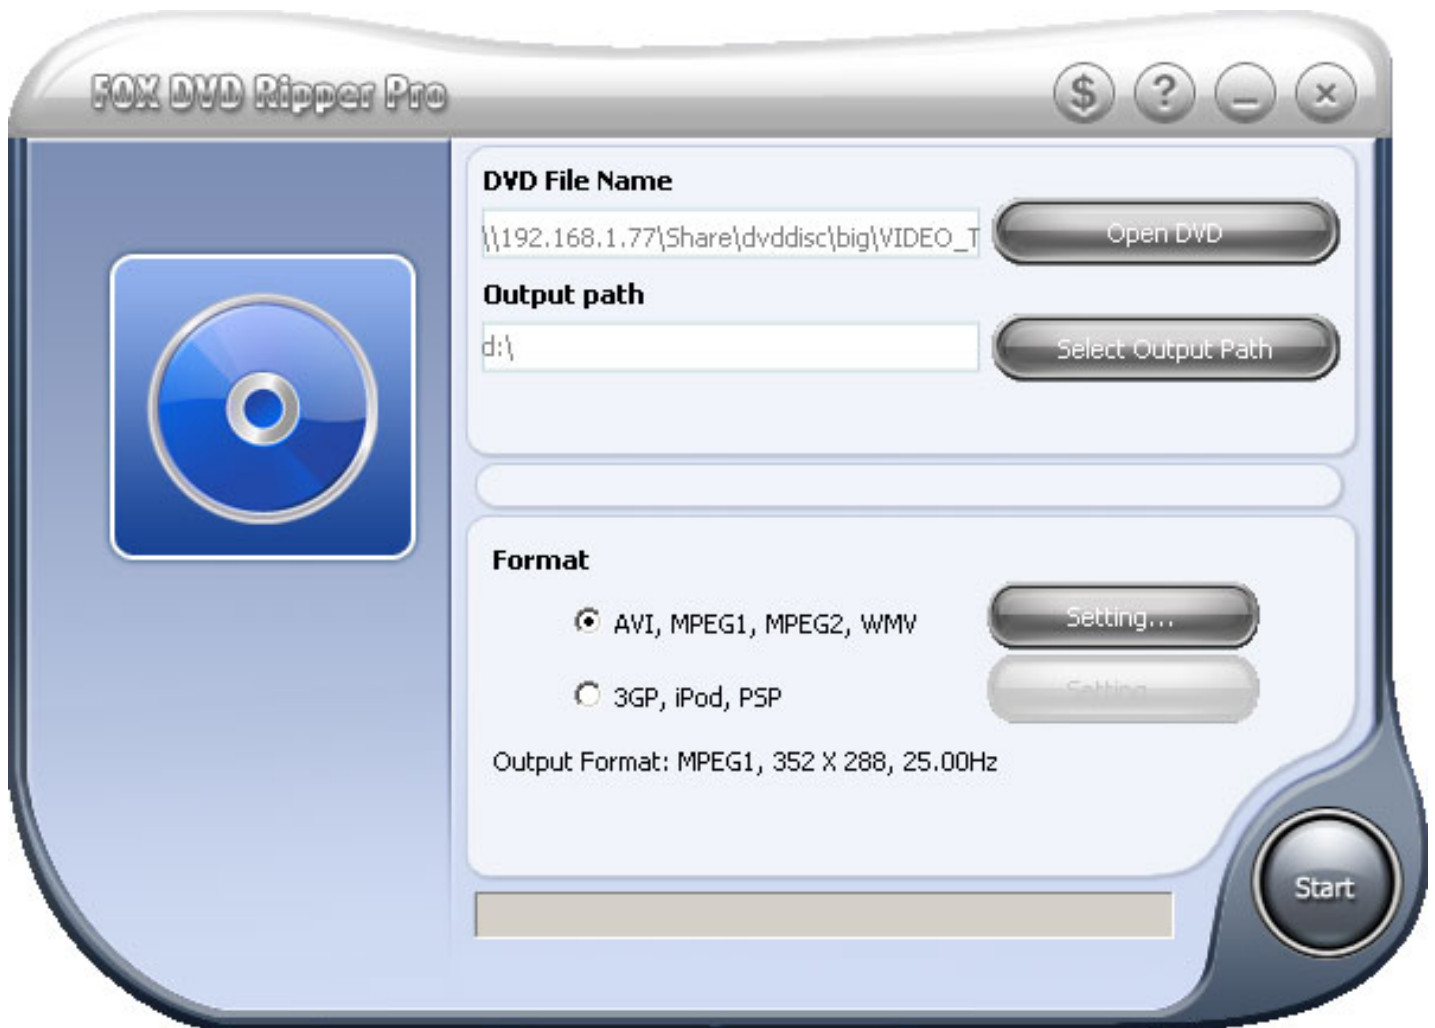 FOX DVD Ripper Pro
$ ?
DVD File Name
\\192.168.1.77\Share\dvddisc\big\VIDEO_T
Open DVD
Output path
d:\
Select Output Path
Format
AVI, MPEG1, MPEG2, WMV
Setting...
3GP, iPod, PSP
Setting...
Output Format: MPEG1, 352 X 288, 25.00Hz
Start